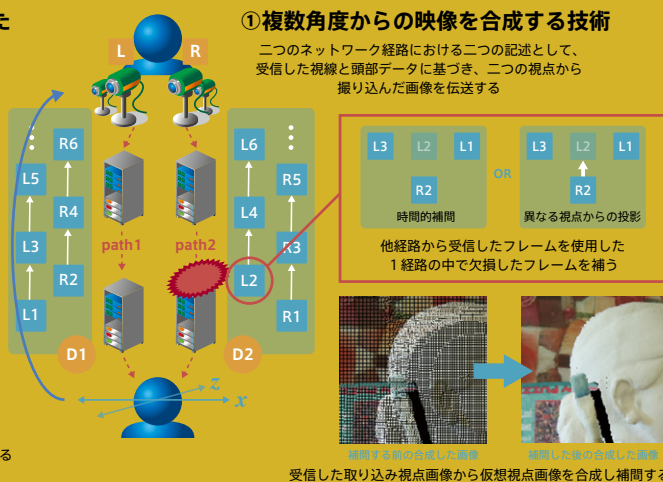 た
①複数角度からの映像を合成する技術
二つのネットワーク経路における二つの記述として、
受信した視線と頭部データに基づき、二つの視点から
撮り込んだ画像を伝送する
L R
R6
L5
R4
L3
R2
L1
D1
path1
path2
L6
R5
L4
R3
L2
R1
D2
z
x
る
L3 L2 L1
R2
時間的補間
OR
L3 L2 L1
R2
異なる視点からの投影
他経路から受信したフレームを使用した
1経路の中で欠損したフレームを補う
補間する前の合成した画像
補間した後の合成した画像
受信した取り込み視点画像から仮想視点画像を合成し補間する